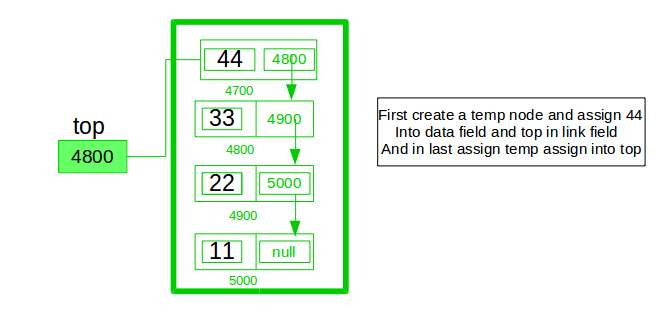 44 4800
4700
33 4900
4800
22 5000
4900
11 null
5000
top
4800
First create a temp node and assign 44
Into data field and top in link field
And in last assign temp assign into top